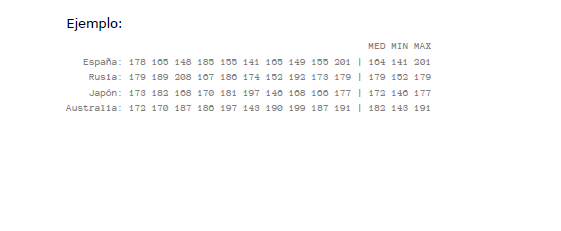 Ejemplo:
MED MIN MAX
España: 178 165 148 185 155 141 165 149 155 201 | 164 141 201
Rusia: 179 189 208 167 186 174 152 192 173 179 | 179 152 179
Japón: 173 182 168 170 181 197 146 168 166 177 | 172 146 177
Australia: 172 170 187 186 197 143 190 199 187 191 | 182 143 191